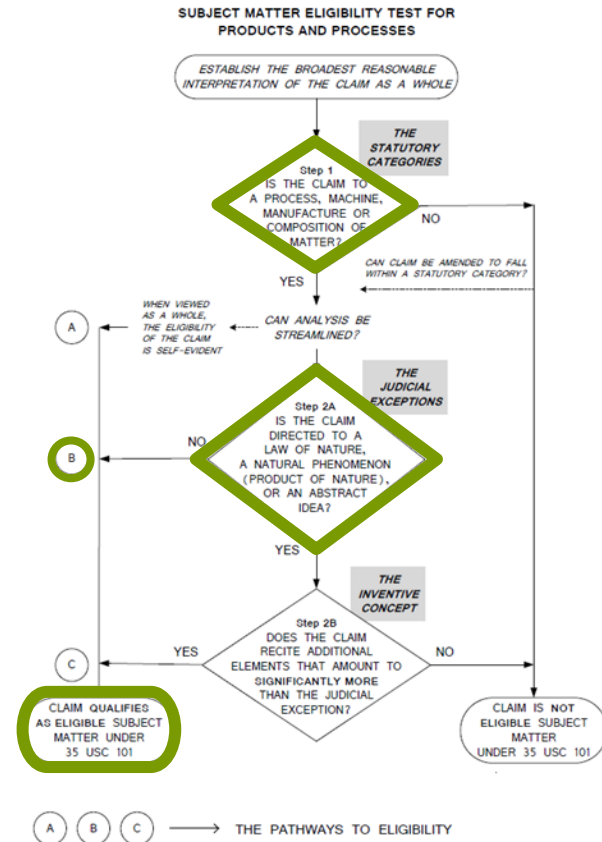 SUBJECT MATTER ELIGIBILITY TEST FOR
PRODUCTS AND PROCESSES
ESTABLISH THE BROADEST REASONABLE
INTERPRETATION OF THE CLAIM AS A WHOLE
THE
STATUTORY
CATEGORIES
Step 1
IS THE CLAIM TO
A PROCESS, MACHINE,
MANUFACTURE OR
COMPOSITION OF
MATTER?
NO
CAN CLAIM BE AMENDED TO FALL
WITHIN A STATUTORY CATEGORY?
YES
WHEN VIEWED
AS A WHOLE,
THE ELIGIBILITY
OF THE CLAIM
IS SELF-EVIDENT
A
CAN ANALYSIS BE
STREAMLINED?
THE
JUDICIAL
EXCEPTIONS
Step 2A
IS THE CLAIM
DIRECTED TO A
LAW OF NATURE,
A NATURAL PHENOMENON
(PRODUCT OF NATURE),
OR AN ABSTRACT
IDEA?
NO
B
YES
THE
INVENTIVE
CONCEPT
Step 2B
DOES THE CLAIM
RECITE ADDITIONAL
ELEMENTS THAT AMOUNT TO
SIGNIFICANTLY MORE
THAN THE JUDICIAL
EXCEPTION?
YES
NO
C
CLAIM QUALIFIES
AS ELIGIBLE SUBJECT
MATTER UNDER
35 USC 101
CLAIM IS NOT
ELIGIBLE SUBJECT
MATTER
UNDER 35 USC 101
A B C THE PATHWAYS TO ELIGIBILITY